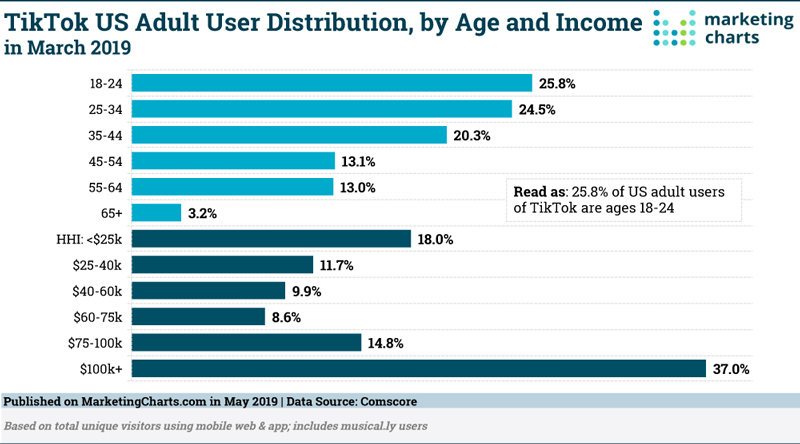 TikTok US Adult User Distribution, by Age and Income
in March 2019
marketing
charts
18-24 25.8%
25-34 24.5%
35-44 20.3%
45-54 13.1%
55-64 13.0%
65+ 3.2%
Read as: 25.8% of US adult users
of TikTok are ages 18-24
HHI: <$25k 18.0%
$25-40k 11.7%
$40-60k 9.9%
$60-75k 8.6%
$75-100k 14.8%
$100k+ 37.0%
Published on MarketingCharts.com in May 2019 | Data Source: Comscore
Based on total unique visitors using mobile web & app; includes musical.ly users